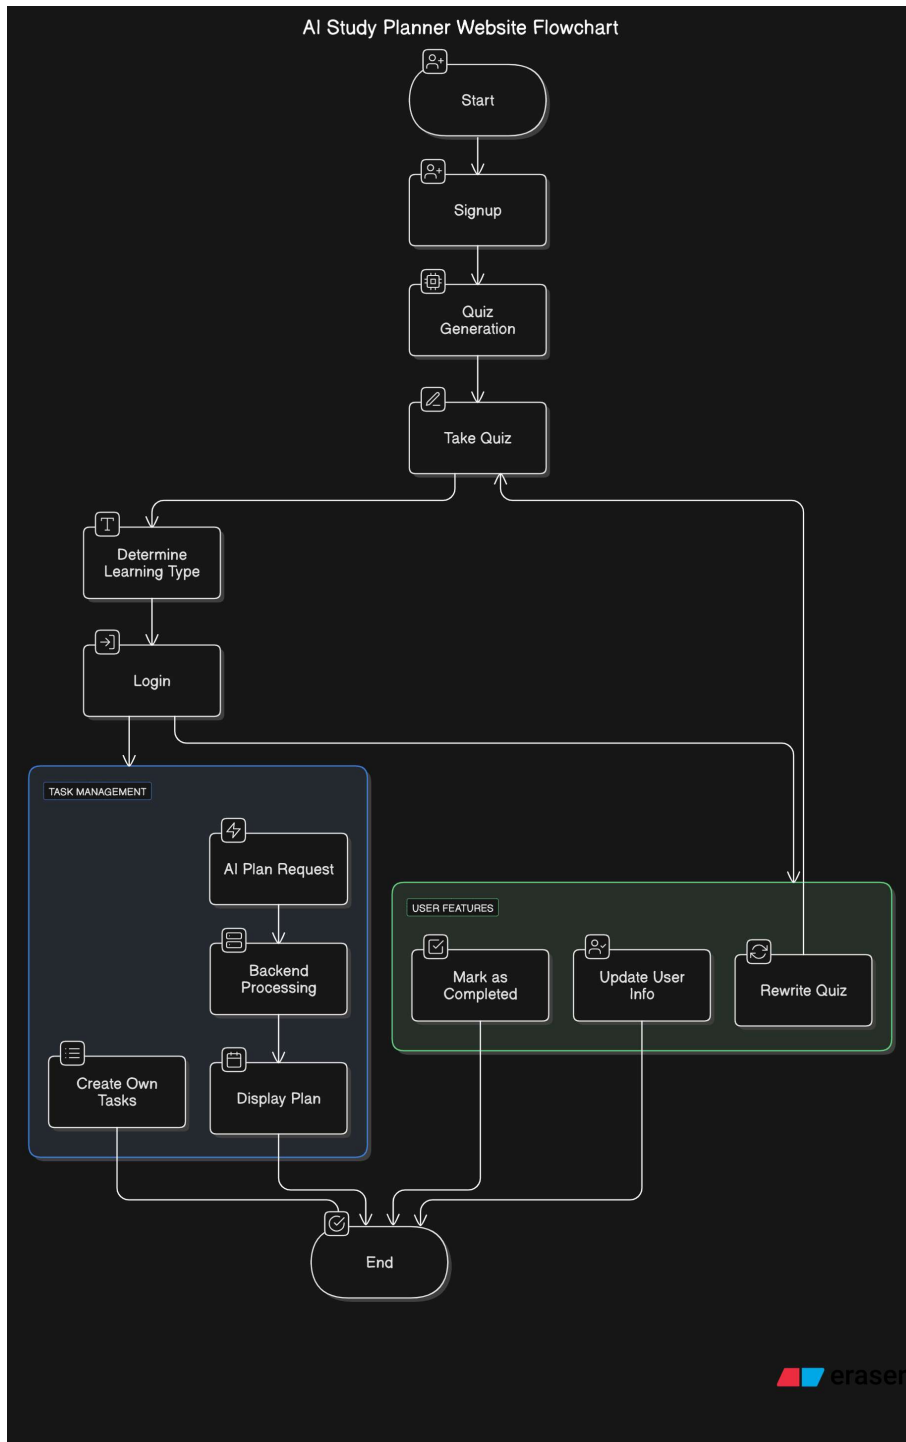 AI Study Planner Website Flowchart
Start
Signup
Quiz
Generation
Take Quiz
Determine
Learning Type
Login
TASK MANAGEMENT
AI Plan Request
Backend
Processing
Create Own
Tasks
Display Plan
USER FEATURES
Mark as
Completed
Update User
Info
Rewrite Quiz
End
eraser